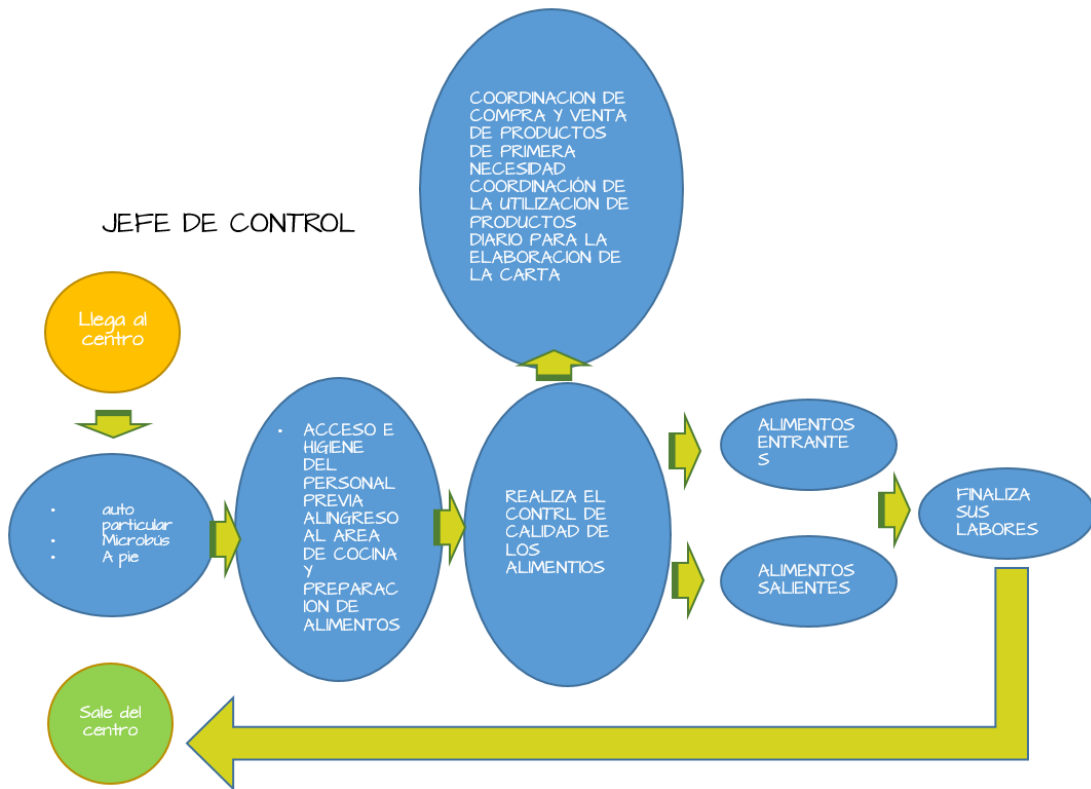 JEFE DE CONTROL
Llega al
centro
• auto
particular
• Microbús
• A pie
• ACCESO E
HIGIENE
DEL
PERSONAL
PREVIA
ALINGRESO
AL AREA
DE COCINA
Y
PREPARAC
ION DE
ALIMENTOS
REALIZA EL
CONTRL DE
CALIDAD DE
LOS
ALIMENTIOS
COORDINACION DE
COMPRA Y VENTA
DE PRODUCTOS
DE PRIMERA
NECESIDAD
COORDINACIÓN DE
LA UTILIZACION DE
PRODUCTOS
DIARIO PARA LA
ELABORACION DE
LA CARTA
ALIMENTOS
ENTRANTE
S
ALIMENTOS
SALIENTES
FINALIZA
SUS
LABORES
Sale del
centro